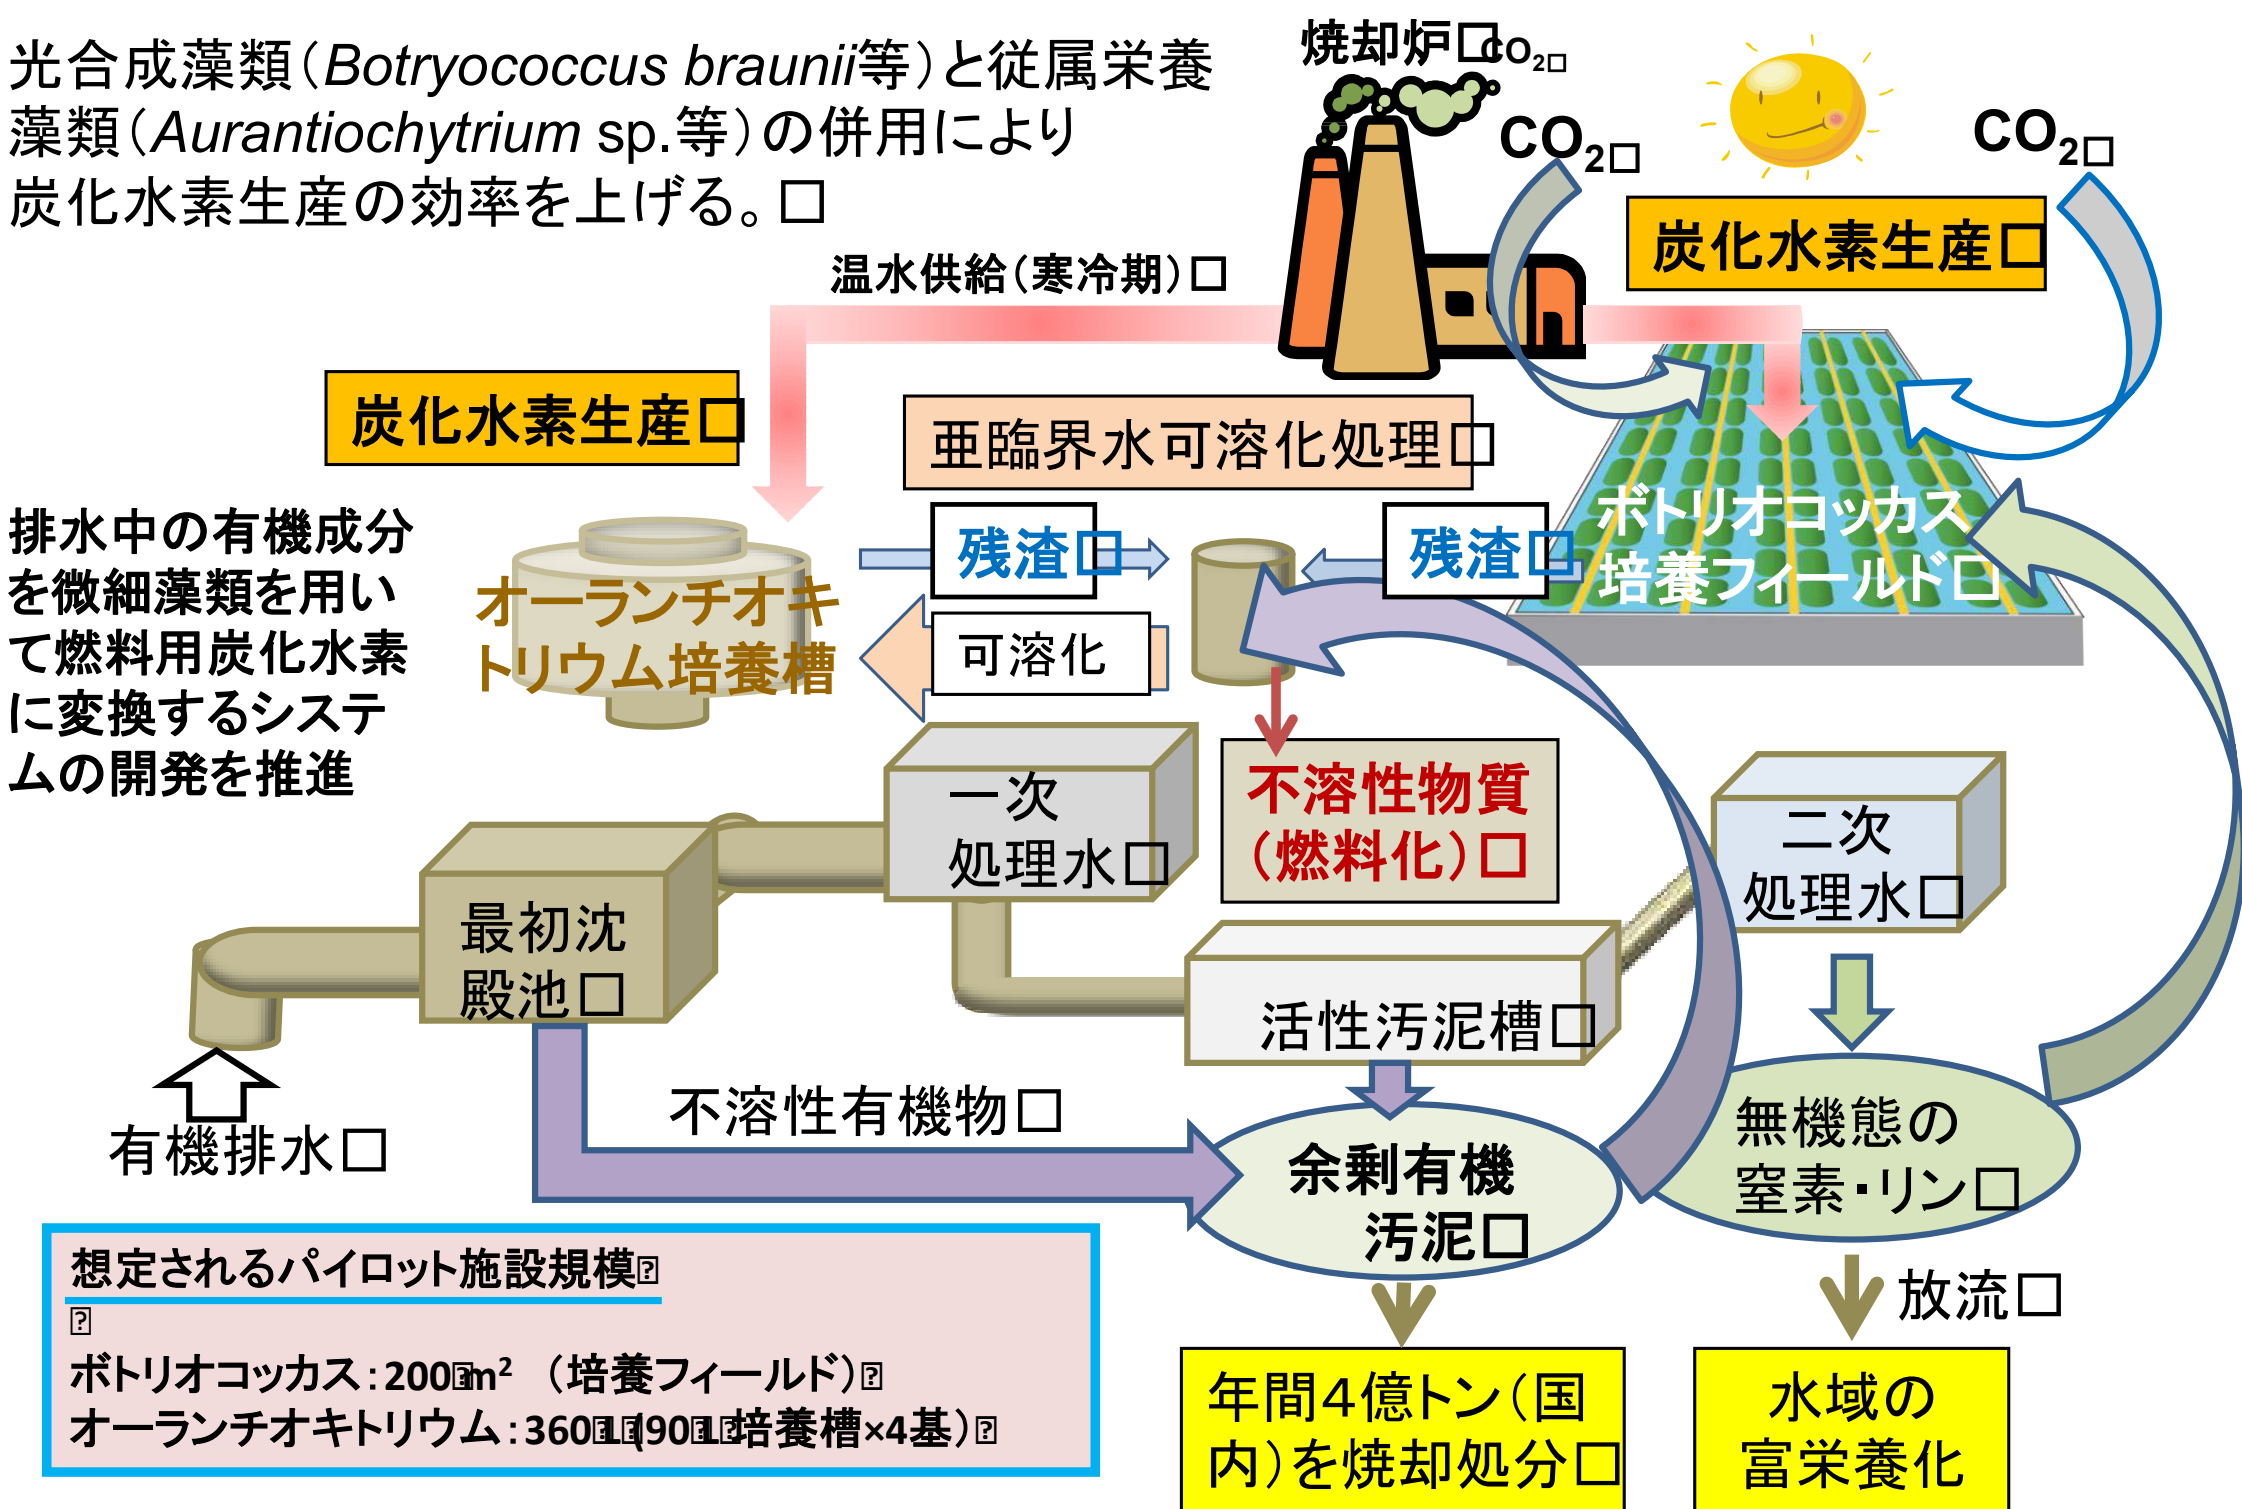 光合成藻類（Botryococcus braunii等）と従属栄養
藻類（Aurantiochytrium sp.等）の併用により
炭化水素生産の効率を上げる。
焼却炉
CO₂
CO₂
CO₂
炭化水素生産
温水供給（寒冷期）
炭化水素生産
亜臨界水可溶化処理
排水中の有機成分
を微細藻類を用い
て燃料用炭化水素
に変換するシステ
ムの開発を推進
残渣
残渣
ボトリオコッカス
培養フィールド
オーランチオキ
トリウム培養槽
可溶化
一次
処理水
不溶性物質
（燃料化）
二次
処理水
最初沈
殿池
活性汚泥槽
有機排水
不溶性有機物
余剰有機
汚泥
無機態の
窒素・リン
放流
想定されるパイロット施設規模
ボトリオコッカス：200 m² （培養フィールド）
オーランチオキトリウム：360 L (90 L 培養槽×4基）
年間４億トン（国
内）を焼却処分
水域の
富栄養化